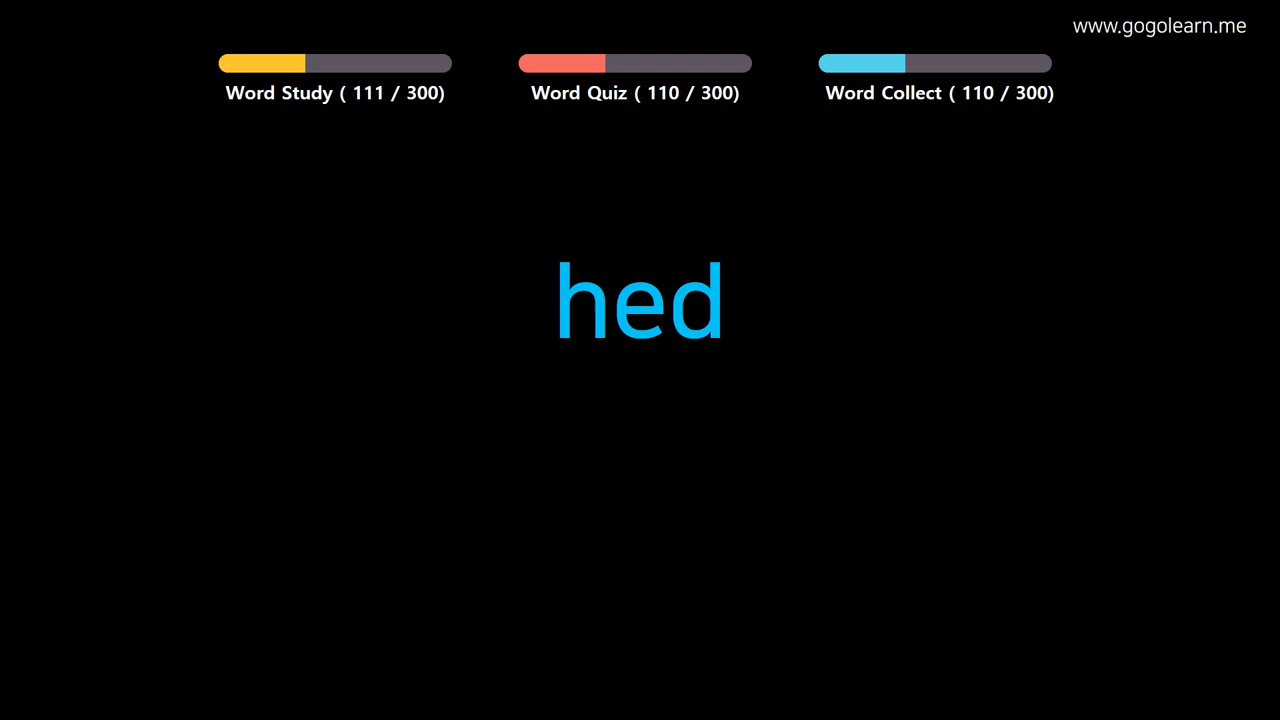 www.gogolearn.me
Word Study ( 111 / 300) Word Quiz ( 110 / 300) Word Collect ( 110 / 300)
hed